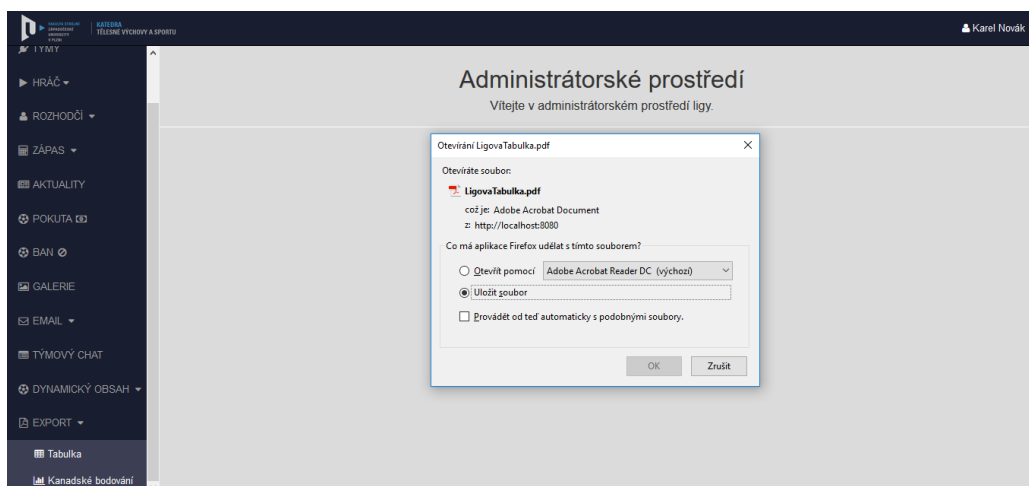 KATEDRA
TĚLESNÉ VÝCHOVY A SPORTU
Karel Novák
TÝMY
HRÁČ
ROZHODČÍ
ZÁPAS
AKTUALITY
POKUTA
BAN
GALERIE
EMAIL
TÝMOVÝ CHAT
DYNAMICKÝ OBSAH
EXPORT
Tabulka
Kanadské bodování
Administrátorské prostředí
Vítejte v administrátorském prostředí ligy.
Otevírání LigovaTabulka.pdf
Otevíráte soubor:
LigovaTabulka.pdf
což je: Adobe Acrobat Document
z: http://localhost:8080
Co má aplikace Firefox udělat s tímto souborem?
Otevřít pomocí Adobe Acrobat Reader DC (výchozí)
Uložit soubor
Provádět od teď automaticky s podobnými soubory.
OK Zrušit